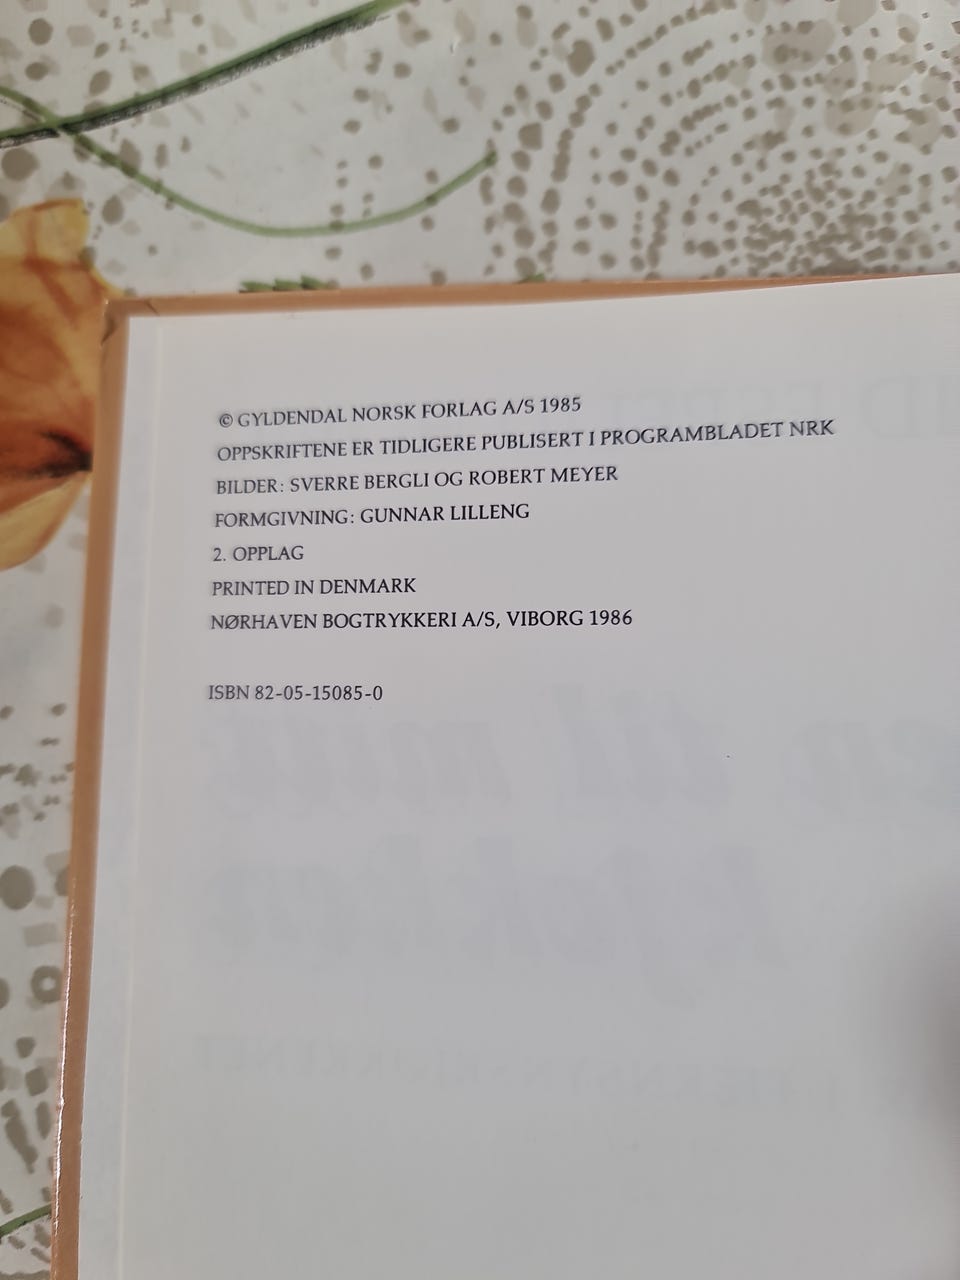 © GYLDENDAL NORSK FORLAG A/S 1985
OPPSKRIFTENE ER TIDLIGERE PUBLISERT I PROGRAMBLADET NRK
BILDER: SVERRE BERGLI OG ROBERT MEYER
FORMGIVNING: GUNNAR LILLENG
2. OPPLAG
PRINTED IN DENMARK
NØRHAVEN BOGTRYKKERI A/S, VIBORG 1986
ISBN 82-05-15085-0